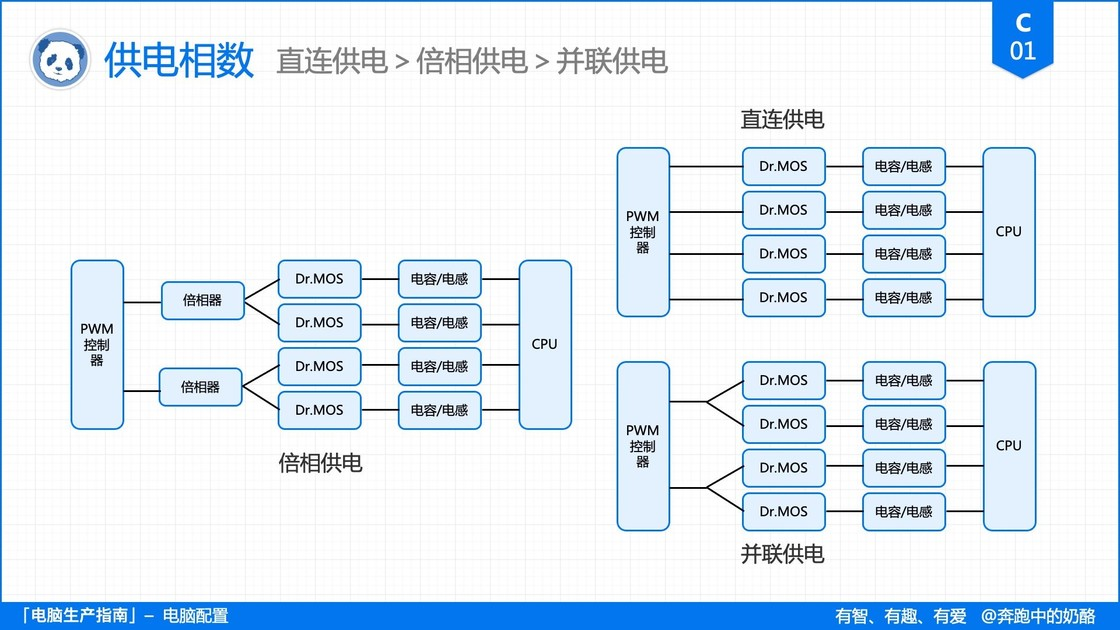 供电相数 直连供电 > 倍相供电 > 并联供电
C
01
直连供电
PWM
控制
器
Dr.MOS
电容/电感
Dr.MOS
电容/电感
Dr.MOS
电容/电感
Dr.MOS
电容/电感
CPU
PWM
控制
器
倍相器
倍相器
Dr.MOS
电容/电感
Dr.MOS
电容/电感
Dr.MOS
电容/电感
Dr.MOS
电容/电感
CPU
倍相供电
PWM
控制
器
Dr.MOS
电容/电感
Dr.MOS
电容/电感
Dr.MOS
电容/电感
Dr.MOS
电容/电感
CPU
并联供电
「电脑生产指南」– 电脑配置
有智、有趣、有爱 @奔跑中的奶酪